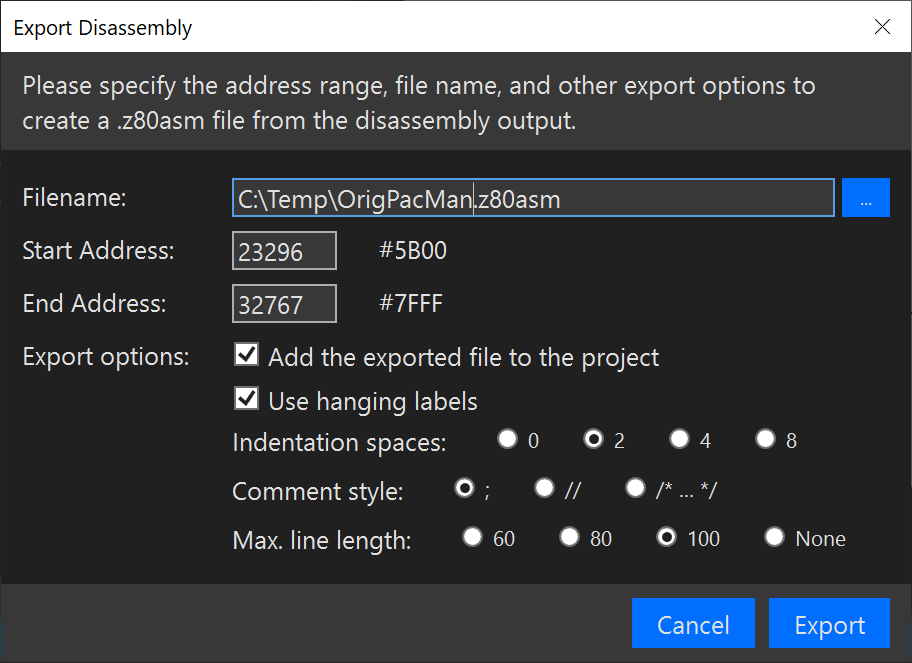 Export Disassembly
Please specify the address range, file name, and other export options to
create a .z80asm file from the disassembly output.
Filename: C:\Temp\OrigPacMan.z80asm ...
Start Address: 23296 #5B00
End Address: 32767 #7FFF
Export options: Add the exported file to the project
Use hanging labels
Indentation spaces: 0 2 4 8
Comment style: ; // /* ... */
Max. line length: 60 80 100 None
Cancel Export